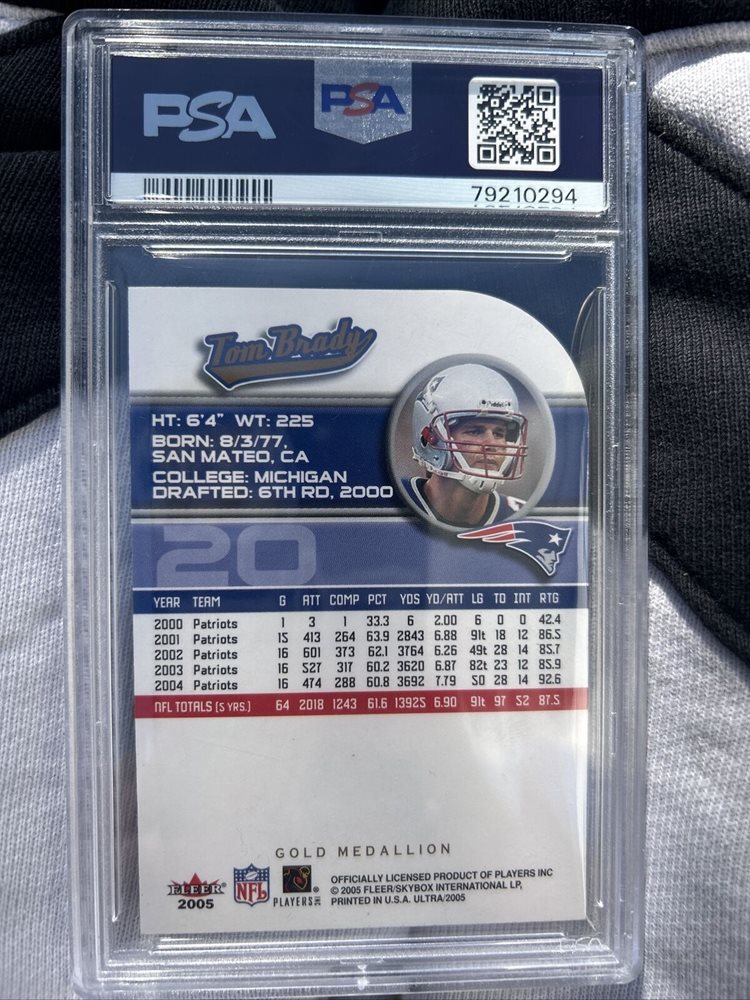 PSA PSA
79210294
Tom Brady
HT: 6'4" WT: 225
BORN: 8/3/77,
SAN MATEO, CA
COLLEGE: MICHIGAN
DRAFTED: 6TH RD, 2000
20
YEAR TEAM G ATT COMP PCT YDS YD/ATT LG TD INT RTG
2000 Patriots 1 3 1 33.3 6 2.00 6 0 0 42.4
2001 Patriots 15 413 264 63.9 2843 6.88 91t 18 12 86.5
2002 Patriots 16 601 373 62.1 3764 6.26 49t 28 14 85.7
2003 Patriots 16 527 317 60.2 3620 6.87 82t 23 12 85.9
2004 Patriots 16 474 288 60.8 3692 7.79 50 28 14 92.6
NFL TOTALS (5 YRS.) 64 2018 1243 61.6 13925 6.90 91t 97 52 87.5
GOLD MEDALLION
FLEER
2005
NFL
PLAYERS INC
OFFICIALLY LICENSED PRODUCT OF PLAYERS INC
© 2005 FLEER/SKYBOX INTERNATIONAL LP,
PRINTED IN U.S.A. ULTRA/2005